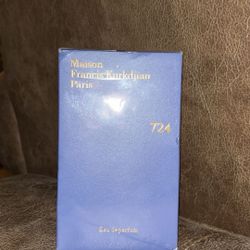 Maison
Francis Kurkdjian
Paris
724
Eau de parfum